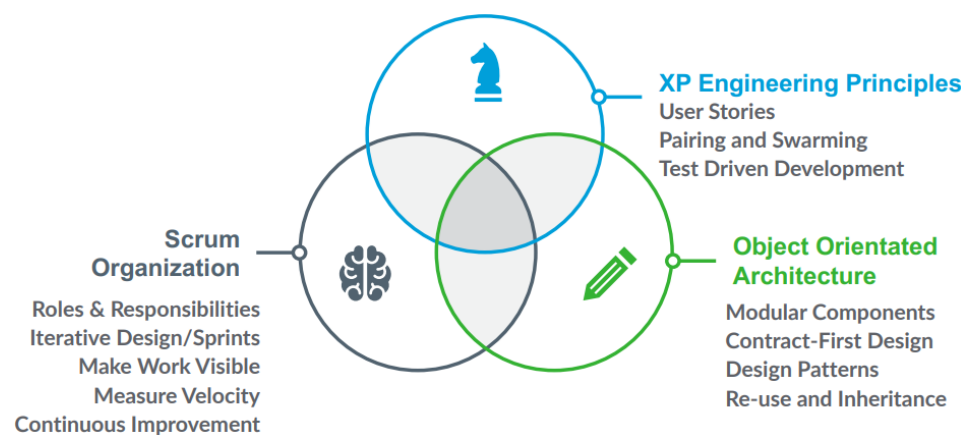 XP Engineering Principles
User Stories
Pairing and Swarming
Test Driven Development
Scrum
Organization
Roles & Responsibilities
Iterative Design/Sprints
Make Work Visible
Measure Velocity
Continuous Improvement
Object Orientated
Architecture
Modular Components
Contract-First Design
Design Patterns
Re-use and Inheritance